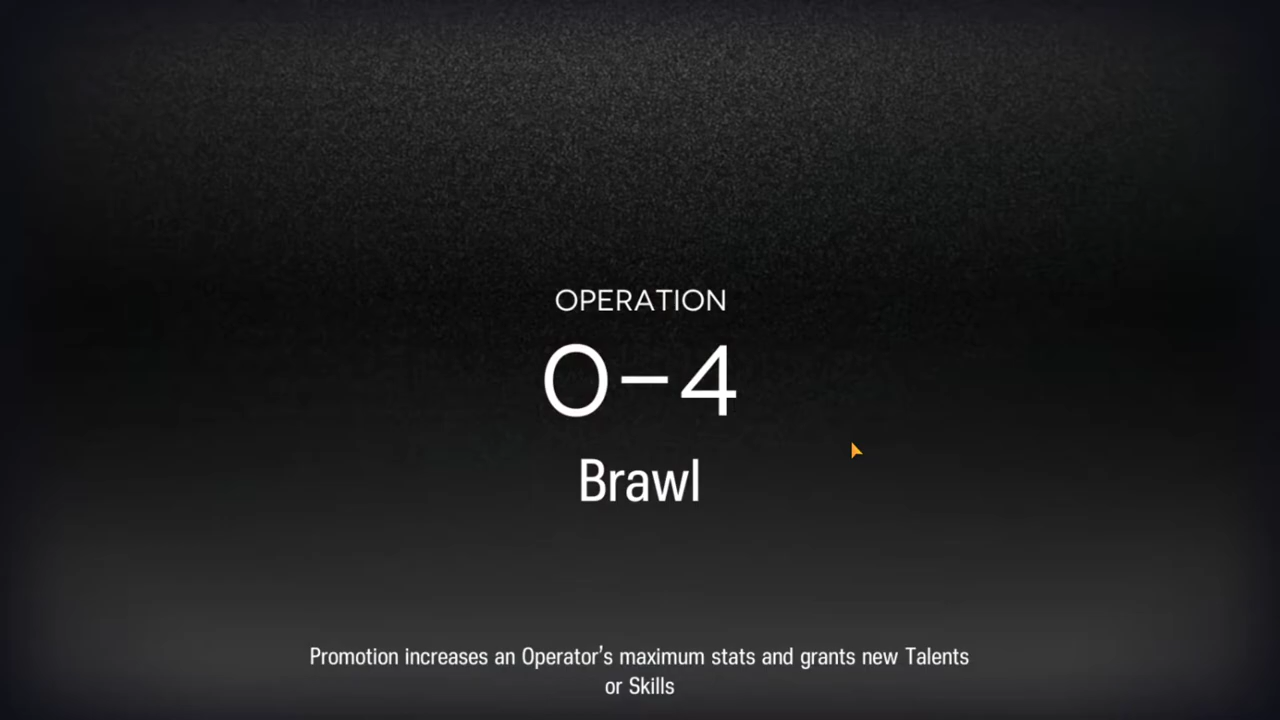 OPERATION
0-4
Brawl
Promotion increases an Operator's maximum stats and grants new Talents
or Skills